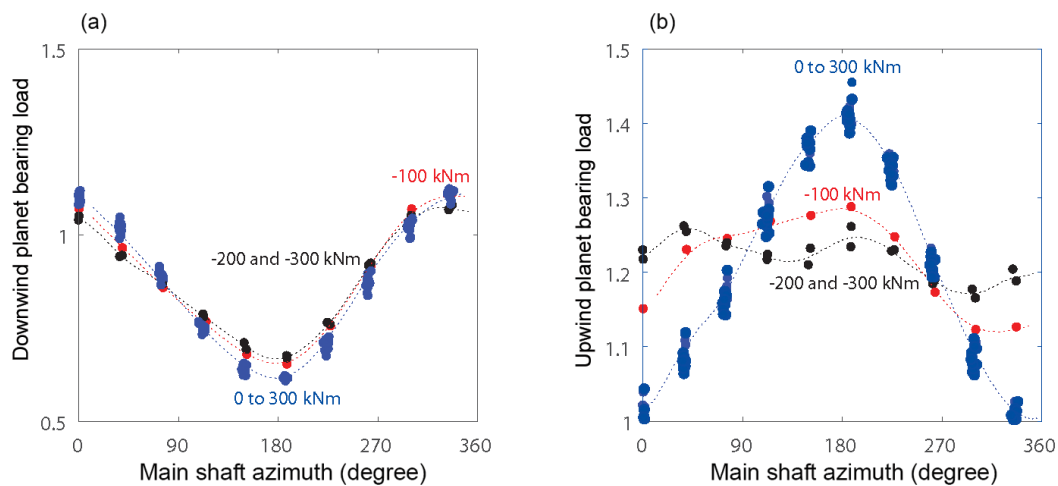 (a)
1.5
1
0.5
Downwind planet bearing load
-100 kNm
-200 and -300kNm
0 to 300 kNm
0
90
180
270
360
Main shaft azimuth (degree)
(b)
1.5
1.4
1.3
1.2
1.1
1
Upwind planet bearing load
0 to 300 kNm
-100 kNm
-200 and -300 kNm
0
90
180
270
360
Main shaft azimuth (degree)